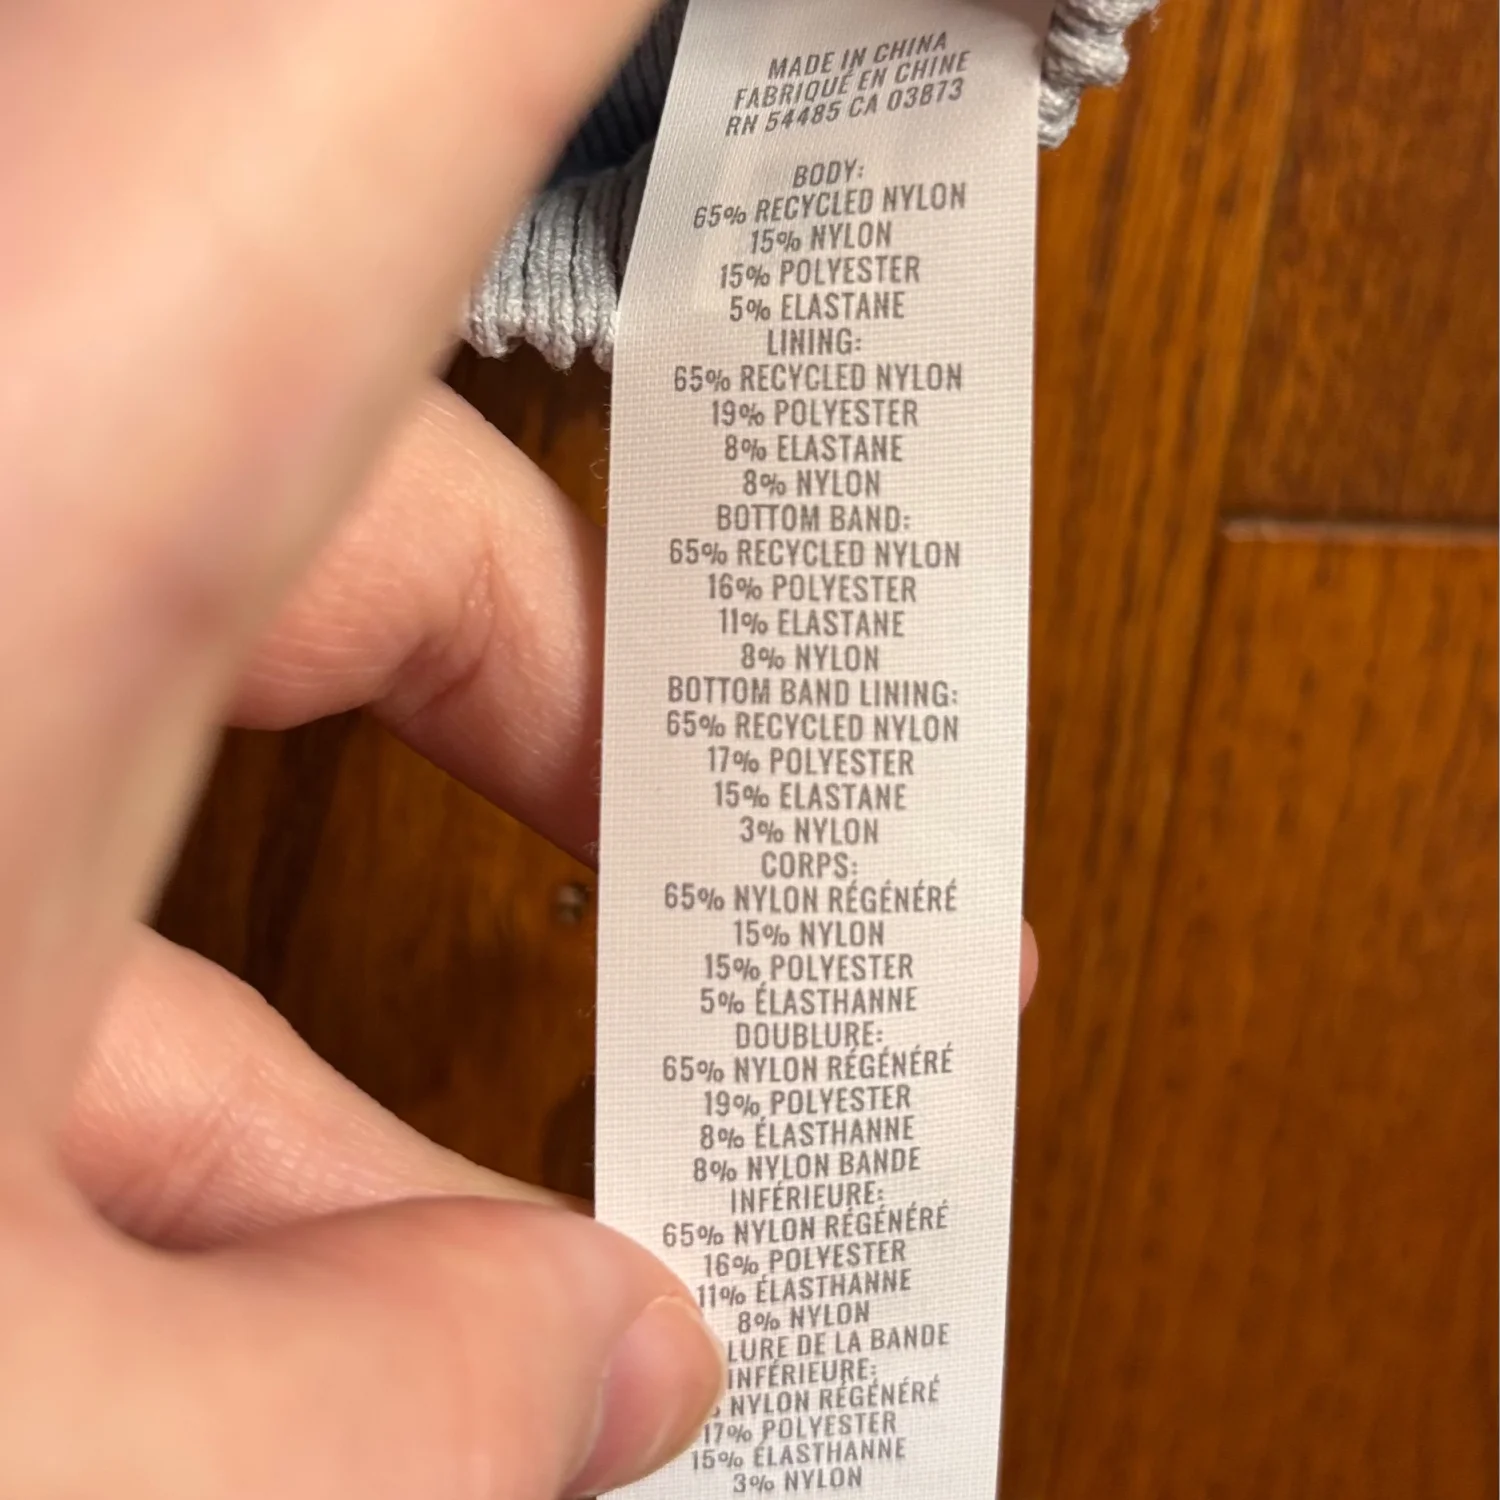 MADE IN CHINA
FABRIQUÉ EN CHINE
RN 54485 CA 03873
BODY:
65% RECYCLED NYLON
15% NYLON
15% POLYESTER
5% ELASTANE
LINING:
65% RECYCLED NYLON
19% POLYESTER
8% ELASTANE
8% NYLON
BOTTOM BAND:
65% RECYCLED NYLON
16% POLYESTER
11% ELASTANE
8% NYLON
BOTTOM BAND LINING:
65% RECYCLED NYLON
17% POLYESTER
15% ELASTANE
3% NYLON
CORPS:
65% NYLON RÉGÉNÉRÉ
15% NYLON
15% POLYESTER
5% ÉLASTHANNE
DOUBLURE:
65% NYLON RÉGÉNÉRÉ
19% POLYESTER
8% ÉLASTHANNE
8% NYLON BANDE
INFÉRIEURE:
65% NYLON RÉGÉNÉRÉ
16% POLYESTER
11% ÉLASTHANNE
8% NYLON
DE LA BANDE
INFÉRIEURE:
NYLON RÉGÉNÉRÉ
17% POLYESTER
15% ÉLASTHANNE
3% NYLON